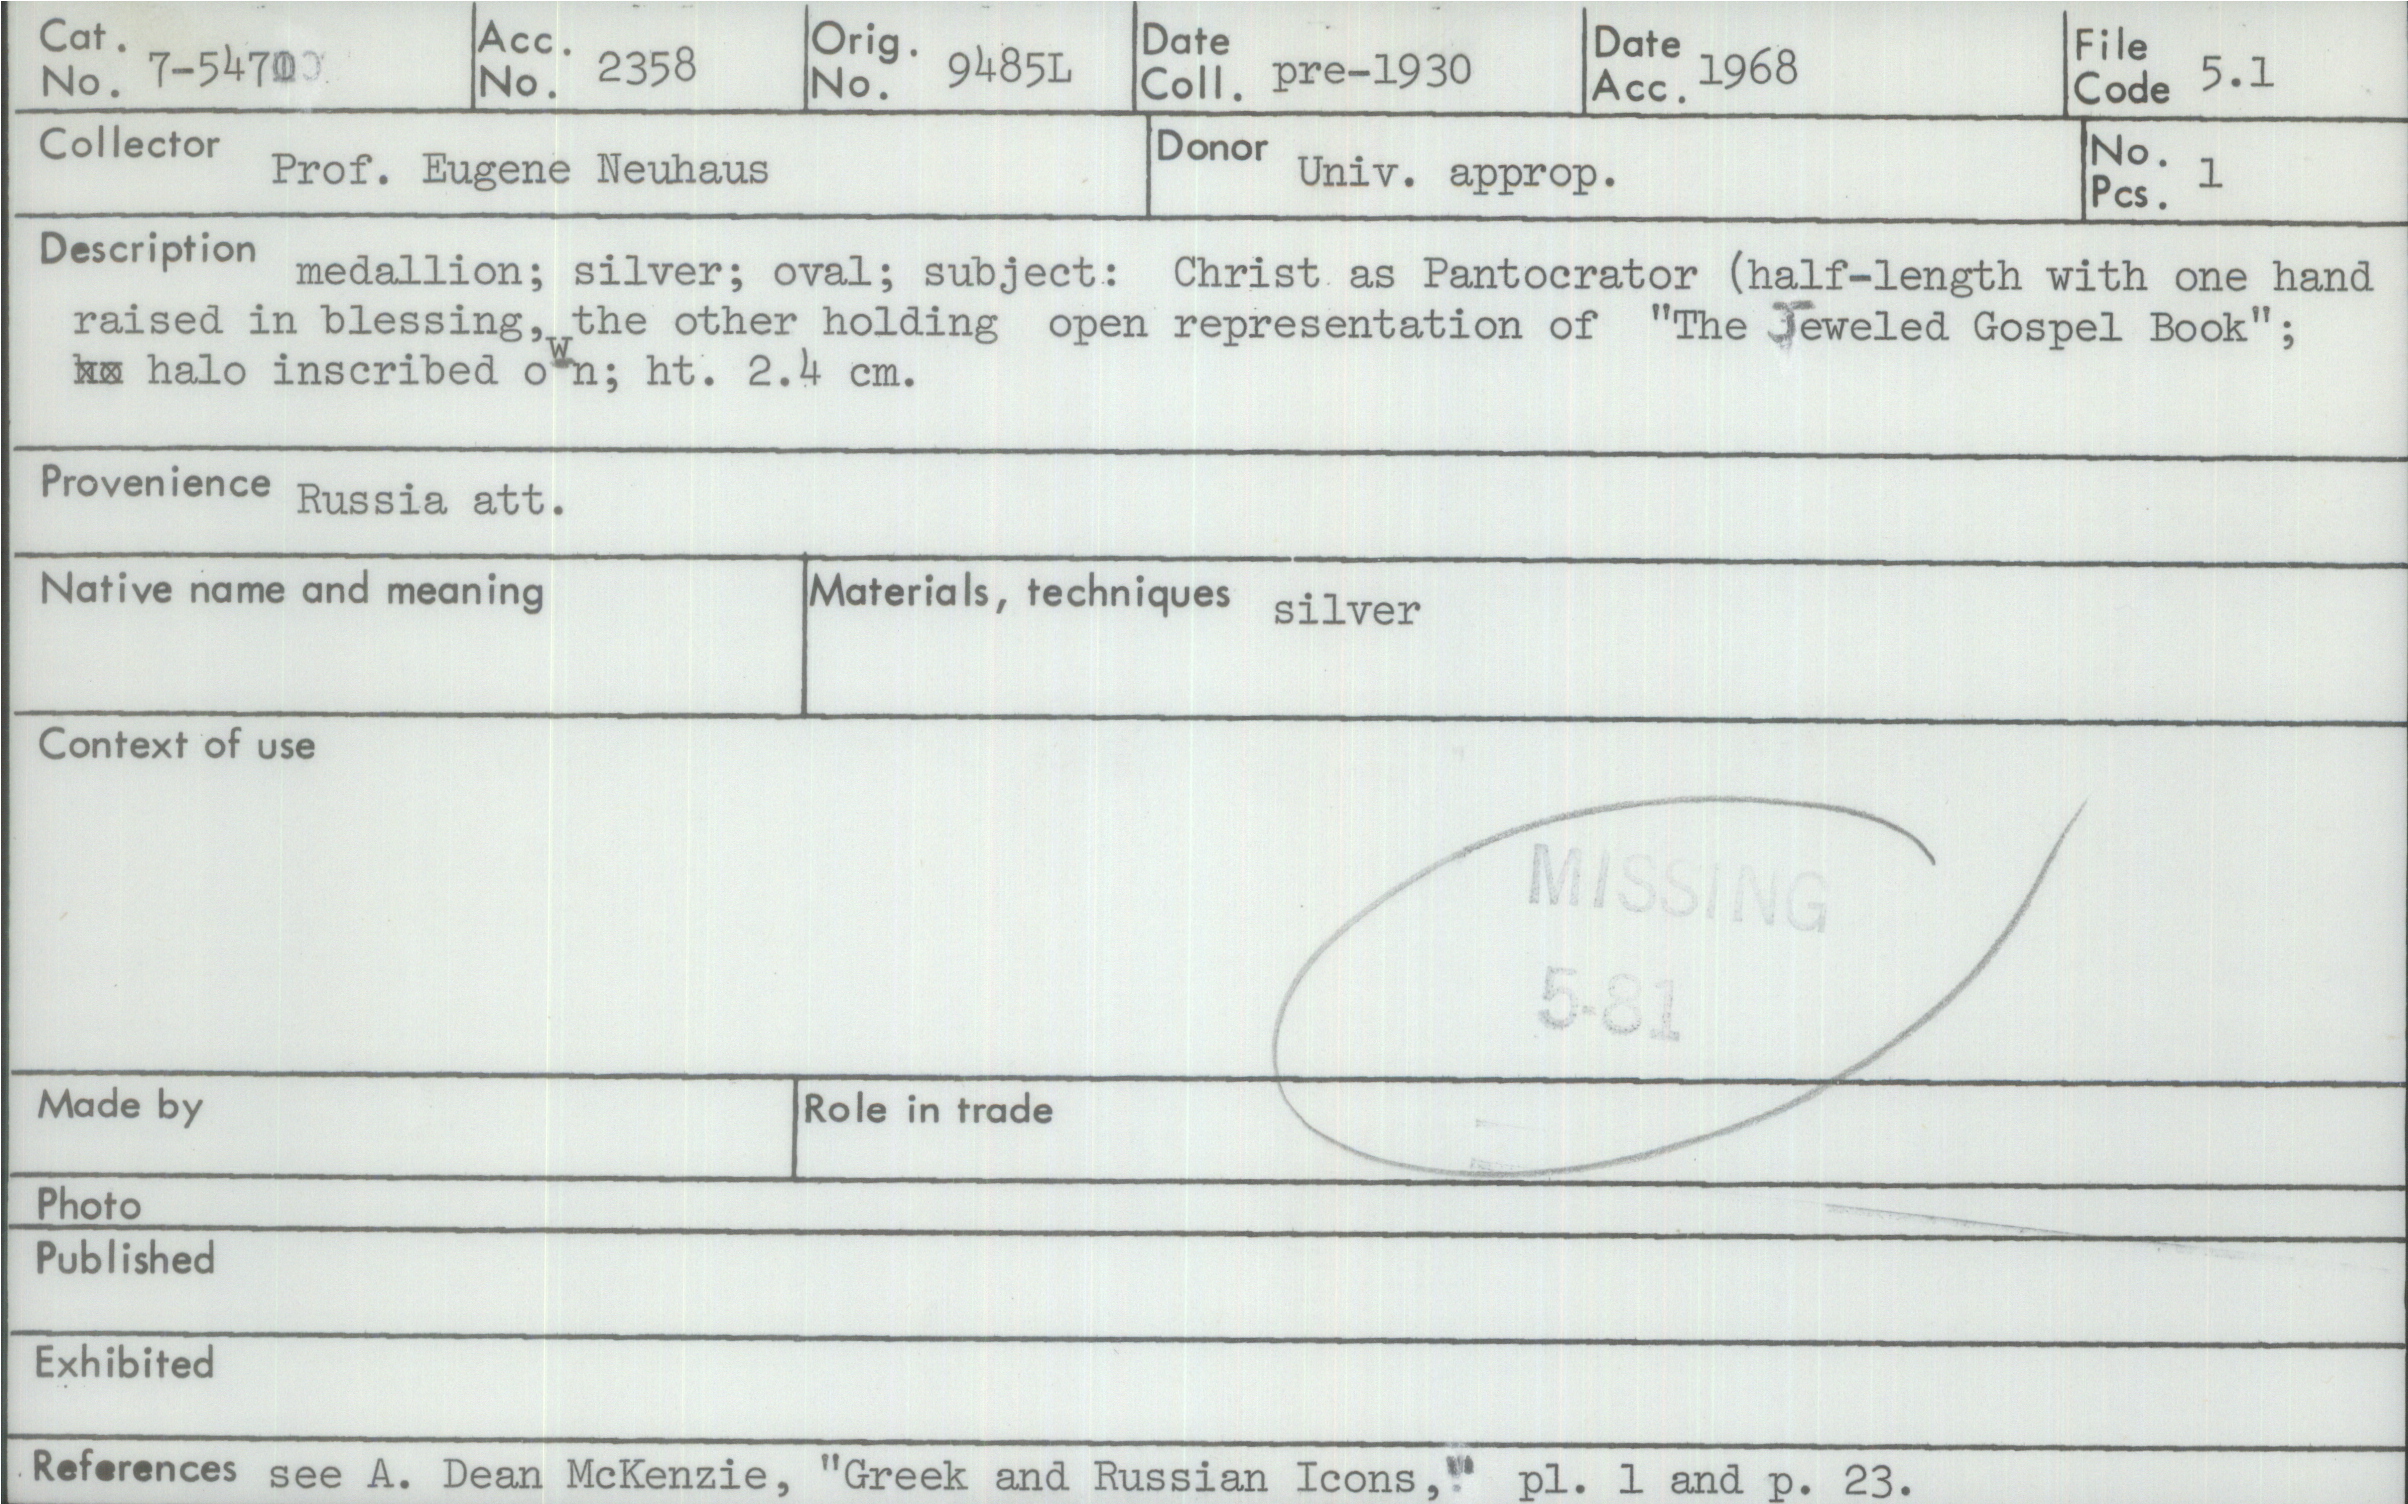 Cat. No. 7-5470 Acc. No. 2358 Orig. No. 9485L Date Coll. pre-1930 Date Acc. 1968 File Code 5.1
Collector Prof. Eugene Neuhaus Donor Univ. approp. No. Pcs. 1
Description medallion; silver; oval; subject: Christ as Pantocrator (half-length with one hand
raised in blessing, the other holding open representation of "The Jeweled Gospel Book";
halo inscribed own; ht. 2.4 cm.
Provenience Russia att.
Native name and meaning Materials, techniques silver
Context of use
MISSING
5-81
Made by Role in trade
Photo
Published
Exhibited
References see A. Dean McKenzie, "Greek and Russian Icons," pl. 1 and p. 23.